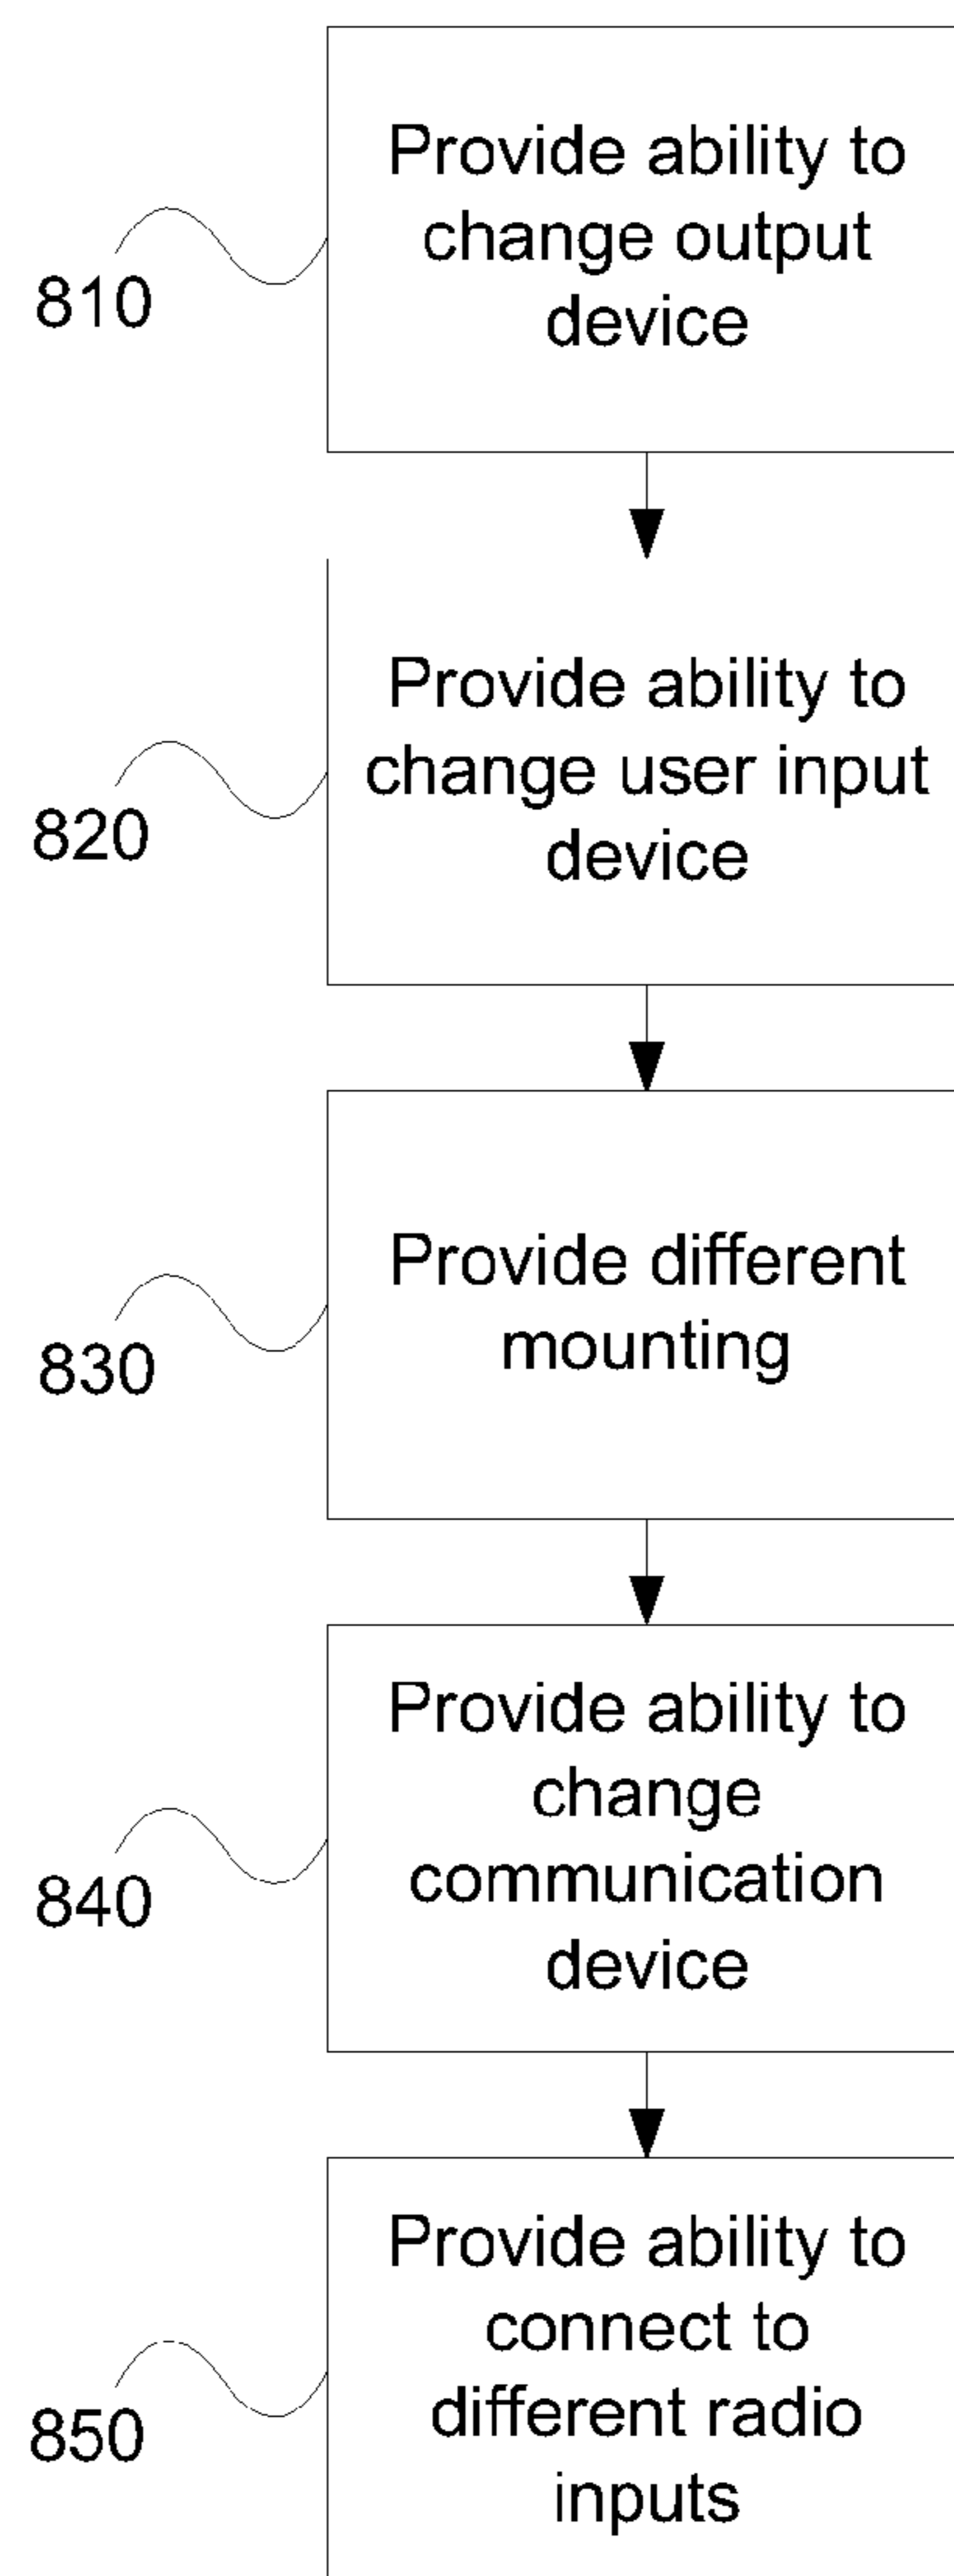 Provide ability to
change output
device
810
Provide ability to
change user input
device
820
Provide different
mounting
830
Provide ability to
change
communication
device
840
Provide ability to
connect to
different radio
inputs
850